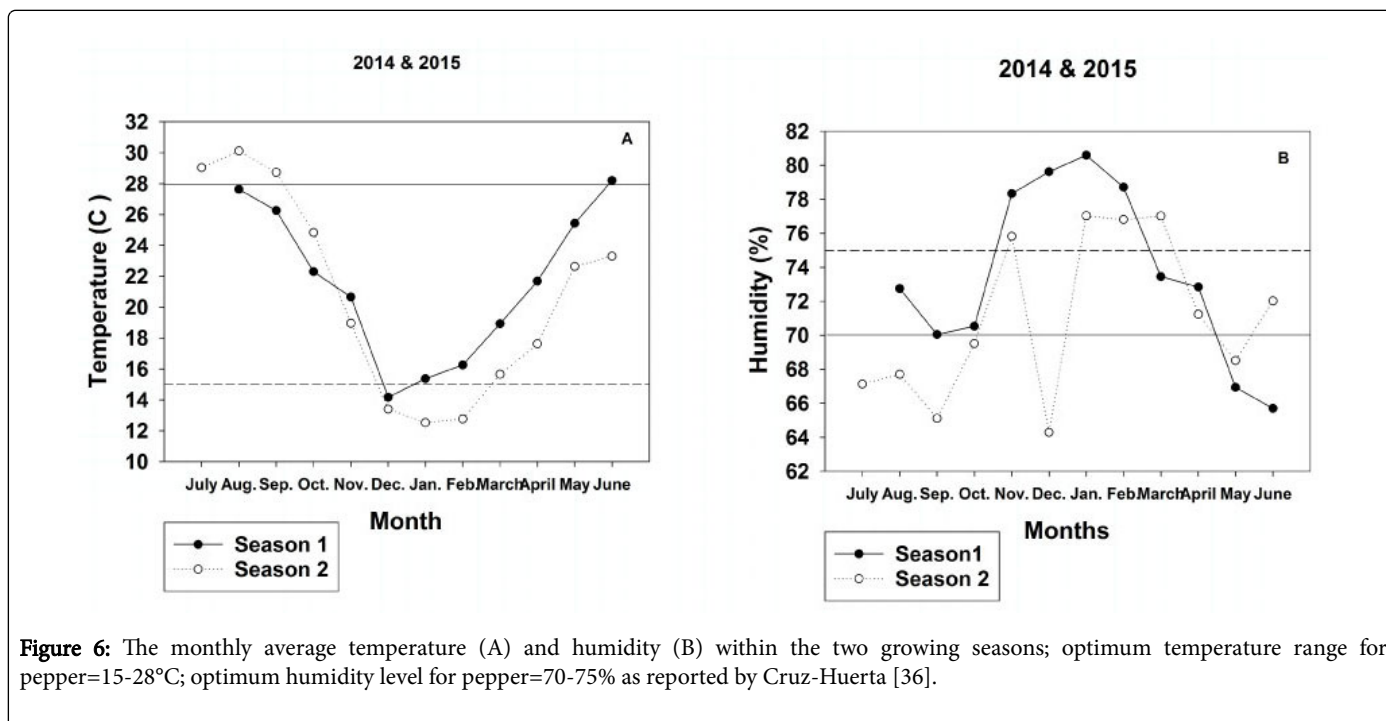 2014 & 2015
A
32
30
28
26
24
22
20
18
16
14
12
10
Temperature (C )
July Aug. Sep. Oct. Nov. Dec. Jan. Feb. March April May June
Month
Season 1
Season 2
2014 & 2015
B
82
80
78
76
74
72
70
68
66
64
62
Humidity (%)
July Aug. Sep. Oct. Nov. Dec. Jan. Feb. March April May June
Months
Season1
Season 2
Figure 6: The monthly average temperature (A) and humidity (B) within the two growing seasons; optimum temperature range for
pepper=15-28°C; optimum humidity level for pepper=70-75% as reported by Cruz-Huerta [36].